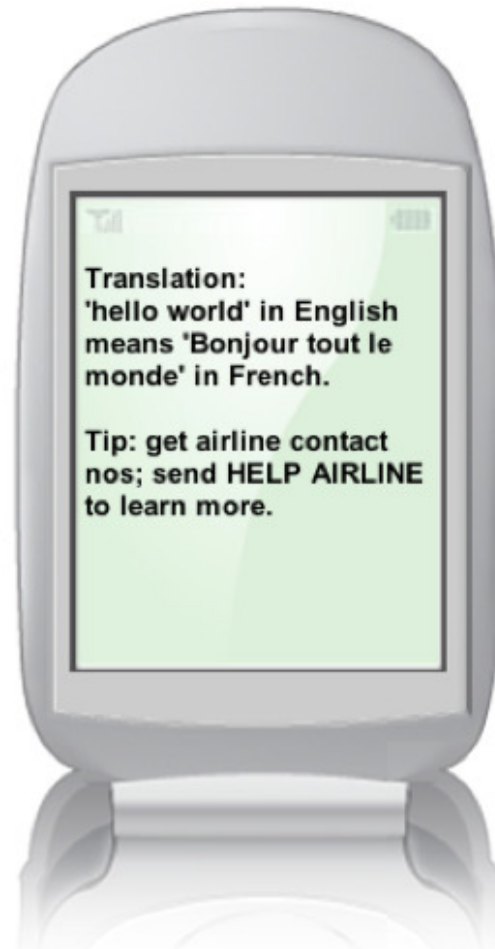 Translation:
'hello world' in English
means 'Bonjour tout le
monde' in French.
Tip: get airline contact
nos; send HELP AIRLINE
to learn more.